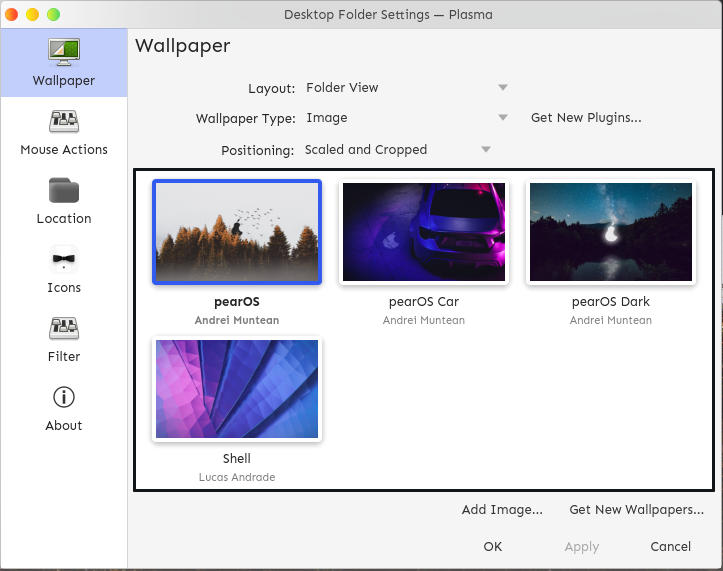 Desktop Folder Settings — Plasma
Wallpaper
Mouse Actions
Location
Icons
Filter
About
Wallpaper
Layout: Folder View
Wallpaper Type: Image Get New Plugins...
Positioning: Scaled and Cropped
pearOS
Andrei Muntean
pearOS Car
Andrei Muntean
pearOS Dark
Andrei Muntean
Shell
Lucas Andrade
Add Image... Get New Wallpapers...
OK Apply Cancel